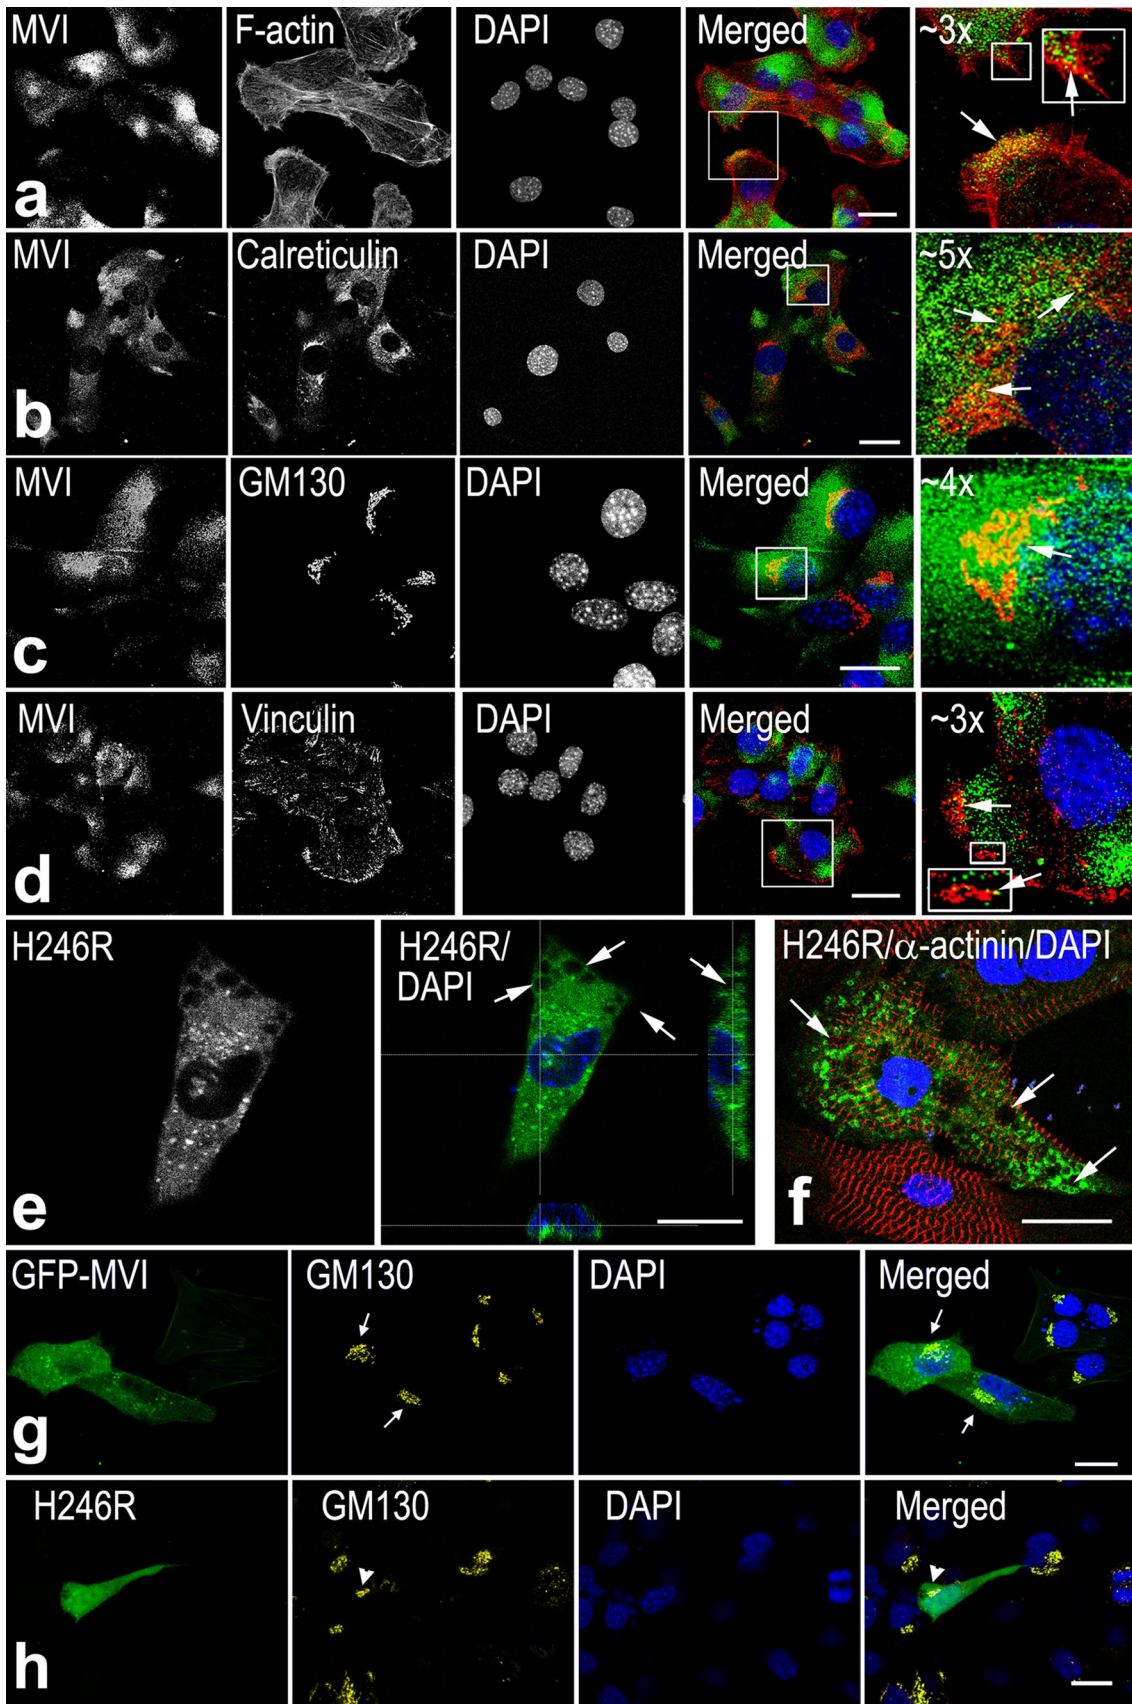 MVI F-actin DAPI Merged ~3x
a
MVI Calreticulin DAPI Merged ~5x
b
MVI GM130 DAPI Merged ~4x
c
MVI Vinculin DAPI Merged ~3x
d
H246R H246R/ H246R/α-actinin/DAPI
DAPI
e f
GFP-MVI GM130 DAPI Merged
g
H246R GM130 DAPI Merged
h